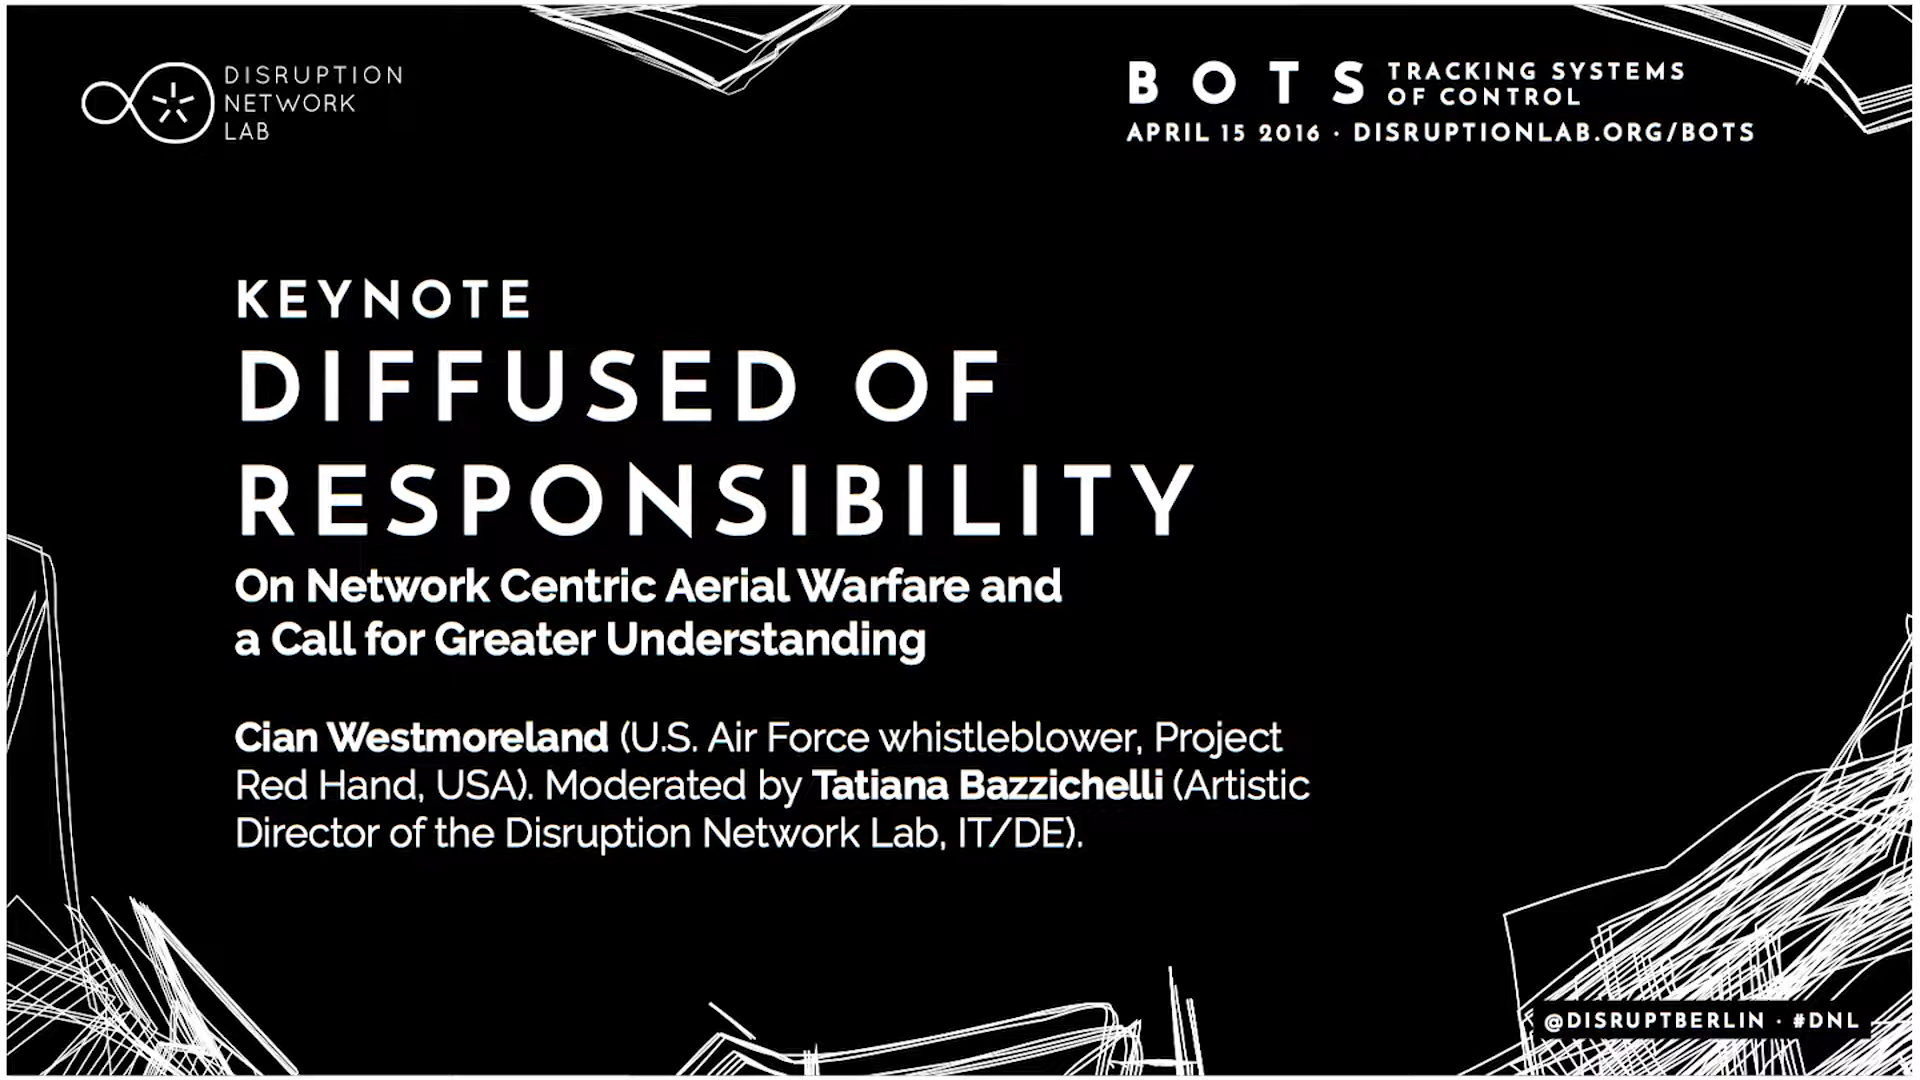 DISRUPTION
NETWORK
LAB
BOTS TRACKING SYSTEMS
OF CONTROL
APRIL 15 2016 · DISRUPTIONLAB.ORG/BOTS
KEYNOTE
DIFFUSED OF
RESPONSIBILITY
On Network Centric Aerial Warfare and
a Call for Greater Understanding
Cian Westmoreland (U.S. Air Force whistleblower, Project
Red Hand, USA). Moderated by Tatiana Bazzichelli (Artistic
Director of the Disruption Network Lab, IT/DE).
@DISRUPTBERLIN · #DNL